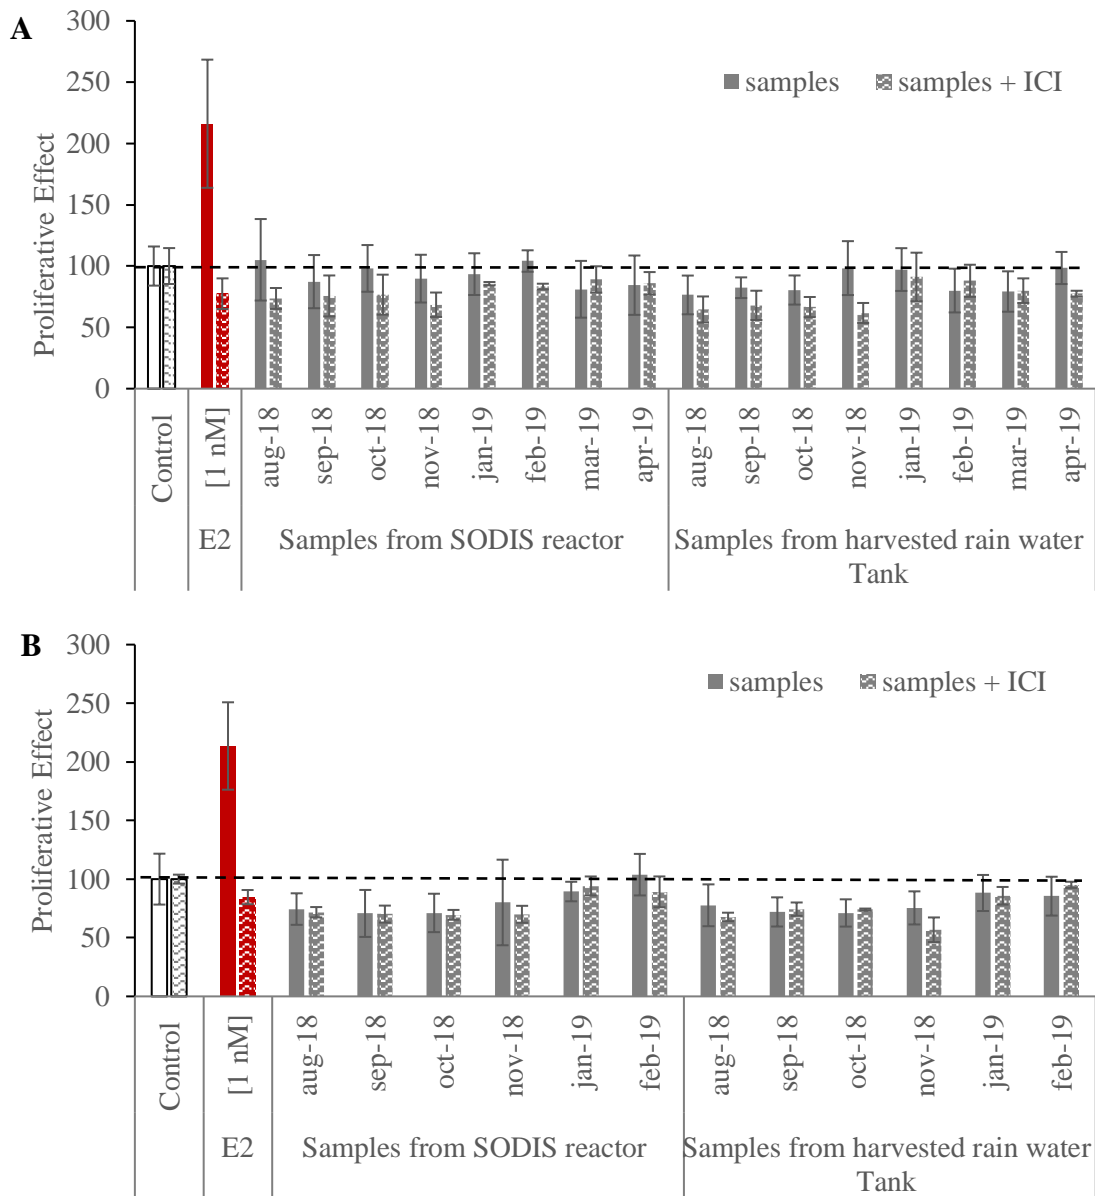 A
300
250
200
150
100
50
0
Proliferative Effect
samples
samples + ICI
Control
[1 nM]
aug-18
sep-18
oct-18
nov-18
jan-19
feb-19
mar-19
apr-19
aug-18
sep-18
oct-18
nov-18
jan-19
feb-19
mar-19
apr-19
E2
Samples from SODIS reactor
Samples from harvested rain water
Tank
B
300
250
200
150
100
50
0
Proliferative Effect
samples
samples + ICI
Control
[1 nM]
aug-18
sep-18
oct-18
nov-18
jan-19
feb-19
aug-18
sep-18
oct-18
nov-18
jan-19
feb-19
E2
Samples from SODIS reactor
Samples from harvested rain water
Tank